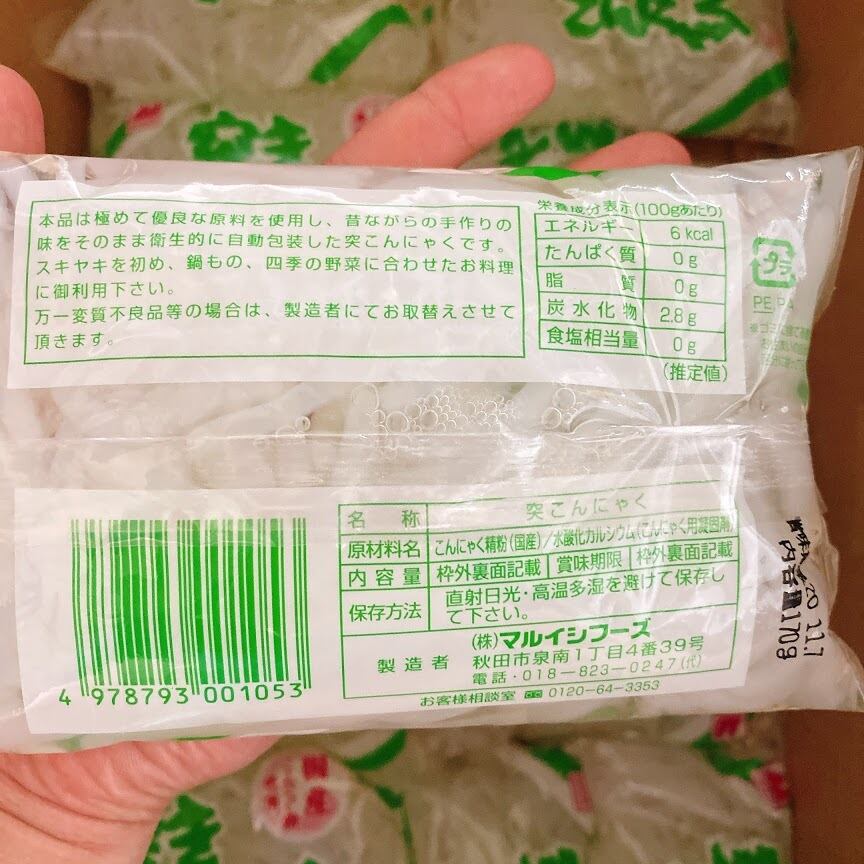 本品は極めて優良な原料を使用し、昔ながらの手作りの
味をそのまま衛生的に自動包装した突こんにゃくです。
スキヤキを初め、鍋もの、四季の野菜に合わせたお料理
に御利用下さい。
万一変質不良品等の場合は、製造者にてお取替えさせて
頂きます。
栄養成分表示(100gあたり)
エネルギー 6 kcal
たんぱく質 0g
脂質 0g
炭水化物 2.8g
食塩相当量 0g
(推定値)
プラ
PE PA
名称 突こんにゃく
原材料名 こんにゃく精粉(国産)/水酸化カルシウム(こんにゃく用凝固剤)
内容量 枠外裏面記載 賞味期限 枠外裏面記載
保存方法 直射日光・高温多湿を避けて保存し
て下さい。
製造者 (株)マルイシフーズ
秋田市泉南1丁目4番39号
電話・018-823-0247(代)
お客様相談室 0120-64-3353
4 978793 001053
20 11.7
内容量170g
国産